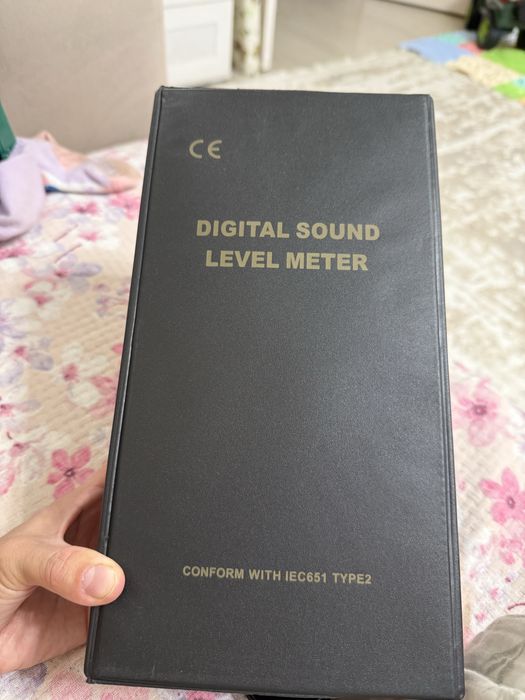 CE
DIGITAL SOUND
LEVEL METER
CONFORM WITH IEC651 TYPE2